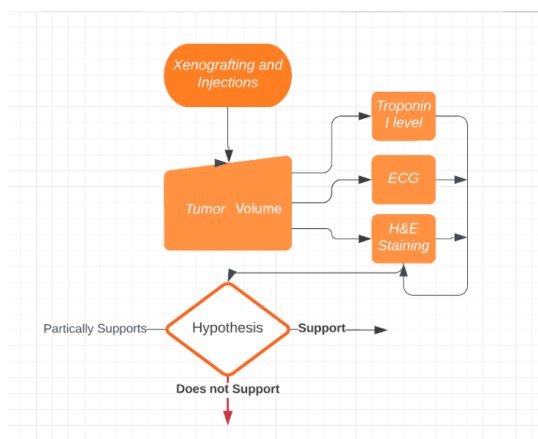 Xenografting and
Injections
Troponin
I level
ECG
Tumor Volume
H&E
Staining
Partically Supports
Hypothesis
Support
Does not Support